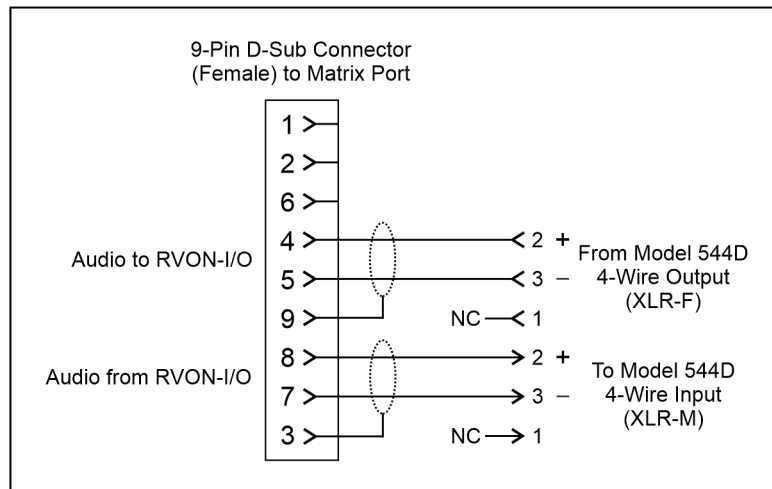 9-Pin D-Sub Connector
(Female) to Matrix Port
1
2
6
Audio to RVON-I/O
4
5
9
2 +
3 –
NC 1
From Model 544D
4-Wire Output
(XLR-F)
Audio from RVON-I/O
8
7
3
2 +
3 –
NC 1
To Model 544D
4-Wire Input
(XLR-M)